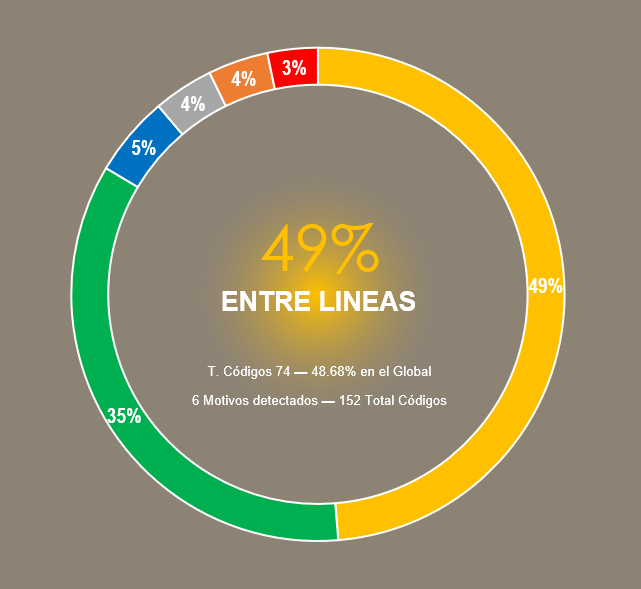 3%
4%
4%
5%
49%
ENTRE LINEAS
49%
T. Códigos 74 — 48.68% en el Global
6 Motivos detectados — 152 Total Códigos
35%